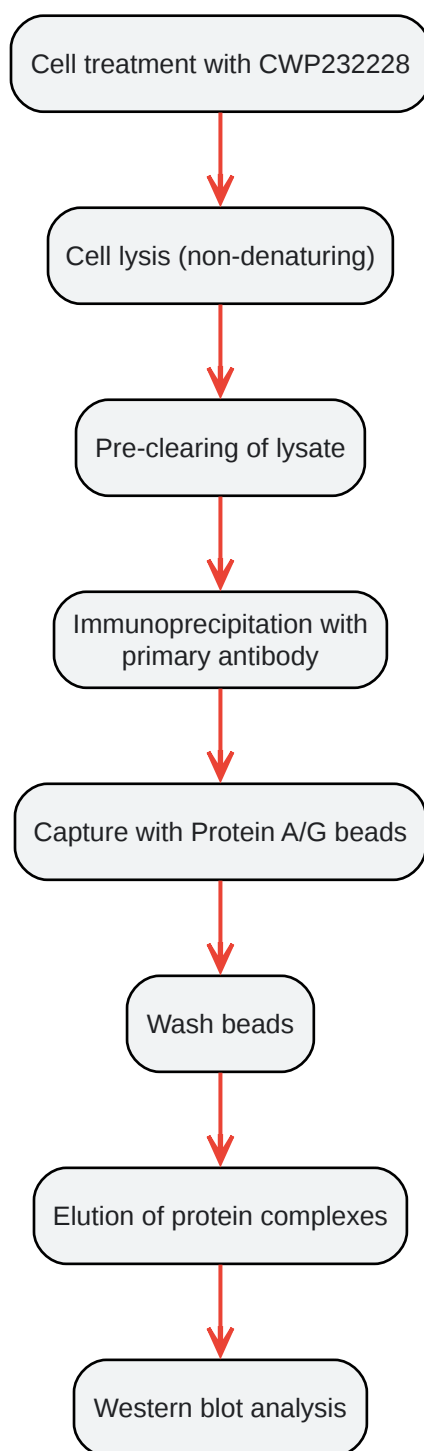 Cell treatment with CWP232228
Cell lysis (non-denaturing)
Pre-clearing of lysate
Immunoprecipitation with
primary antibody
Capture with Protein A/G beads
Wash beads
Elution of protein complexes
Western blot analysis